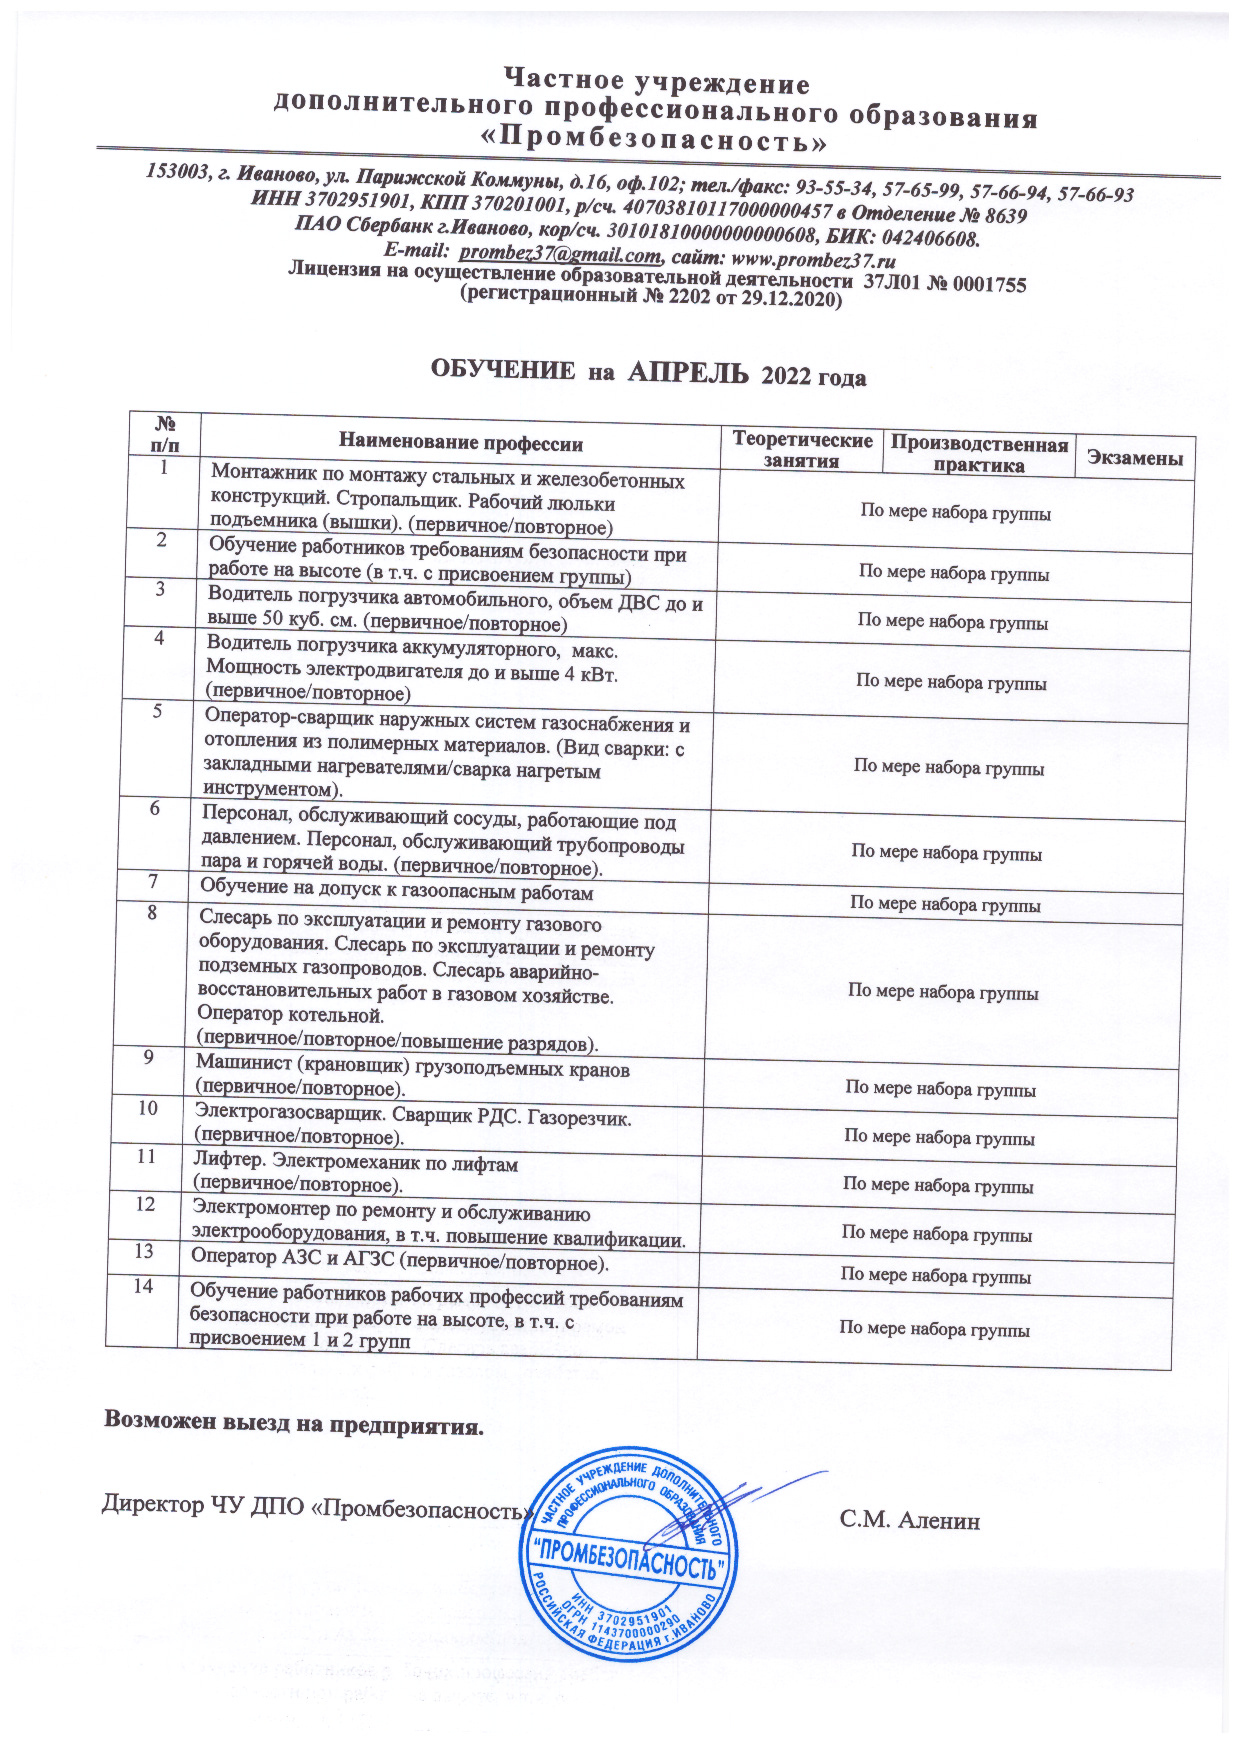 Частное учреждение
дополнительного профессионального образования
«Промбезопасность»
153003, г. Иваново, ул. Парижской Коммуны, д.16, оф.102; тел./факс: 93-55-34, 57-65-99, 57-66-94, 57-66-93
ИНН 3702951901, КПП 370201001, р/сч. 40703810117000000457 в Отделение № 8639
ПАО Сбербанк г.Иваново, кор/сч. 30101810000000000608, БИК: 042406608.
E-mail: prombez37@gmail.com, сайт: www.prombez37.ru
Лицензия на осуществление образовательной деятельности 37Л01 № 0001755
(регистрационный № 2202 от 29.12.2020)
ОБУЧЕНИЕ на АПРЕЛЬ 2022 года
№
п/п
Наименование профессии
Теоретические
занятия
Производственная
практика
Экзамены
1
Монтажник по монтажу стальных и железобетонных
конструкций. Стропальщик. Рабочий люльки
подъемника (вышки). (первичное/повторное)
По мере набора группы
2
Обучение работников требованиям безопасности при
работе на высоте (в т.ч. с присвоением группы)
По мере набора группы
3
Водитель погрузчика автомобильного, объем ДВС до и
выше 50 куб. см. (первичное/повторное)
По мере набора группы
4
Водитель погрузчика аккумуляторного, макс.
Мощность электродвигателя до и выше 4 кВт.
(первичное/повторное)
По мере набора группы
5
Оператор-сварщик наружных систем газоснабжения и
отопления из полимерных материалов. (Вид сварки: с
закладными нагревателями/сварка нагретым
инструментом).
По мере набора группы
6
Персонал, обслуживающий сосуды, работающие под
давлением. Персонал, обслуживающий трубопроводы
пара и горячей воды. (первичное/повторное).
По мере набора группы
7
Обучение на допуск к газоопасным работам
По мере набора группы
8
Слесарь по эксплуатации и ремонту газового
оборудования. Слесарь по эксплуатации и ремонту
подземных газопроводов. Слесарь аварийно-
восстановительных работ в газовом хозяйстве.
Оператор котельной.
(первичное/повторное/повышение разрядов).
По мере набора группы
9
Машинист (крановщик) грузоподъемных кранов
(первичное/повторное).
По мере набора группы
10
Электрогазосварщик. Сварщик РДС. Газорезчик.
(первичное/повторное).
По мере набора группы
11
Лифтер. Электромеханик по лифтам
(первичное/повторное).
По мере набора группы
12
Электромонтер по ремонту и обслуживанию
электрооборудования, в т.ч. повышение квалификации.
По мере набора группы
13
Оператор АЗС и АГЗС (первичное/повторное).
По мере набора группы
14
Обучение работников рабочих профессий требованиям
безопасности при работе на высоте, в т.ч. с
присвоением 1 и 2 групп
По мере набора группы
Возможен выезд на предприятия.
Директор ЧУ ДПО «Промбезопасность»
С.М. Аленин
ЧАСТНОЕ УЧРЕЖДЕНИЕ ДОПОЛНИТЕЛЬНОГО
ПРОФЕССИОНАЛЬНОГО ОБРАЗОВАНИЯ
"ПРОМБЕЗОПАСНОСТЬ"
ИНН 3702951901
ОГРН 1143700000290
РОССИЙСКАЯ ФЕДЕРАЦИЯ г.ИВАНОВО